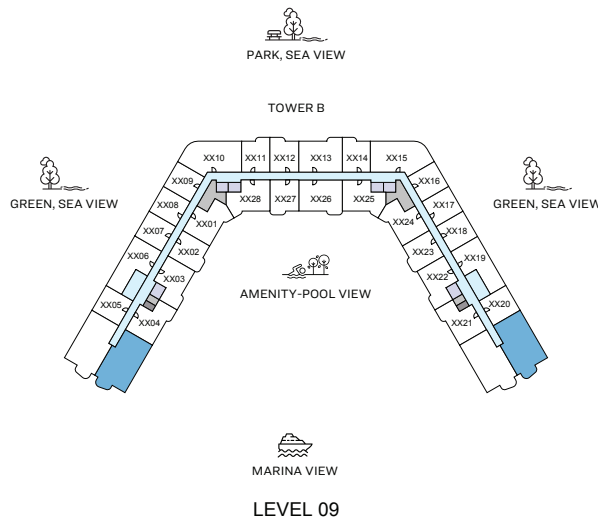 PARK, SEA VIEW
TOWER B
GREEN, SEA VIEW
GREEN, SEA VIEW
XX10
XX11
XX12
XX13
XX14
XX15
XX09
XX16
XX08
XX28
XX27
XX26
XX25
XX17
XX07
XX01
XX24
XX18
XX06
XX02
XX23
XX19
XX03
XX22
XX05
XX04
XX21
XX20
AMENITY-POOL VIEW
MARINA VIEW
LEVEL 09